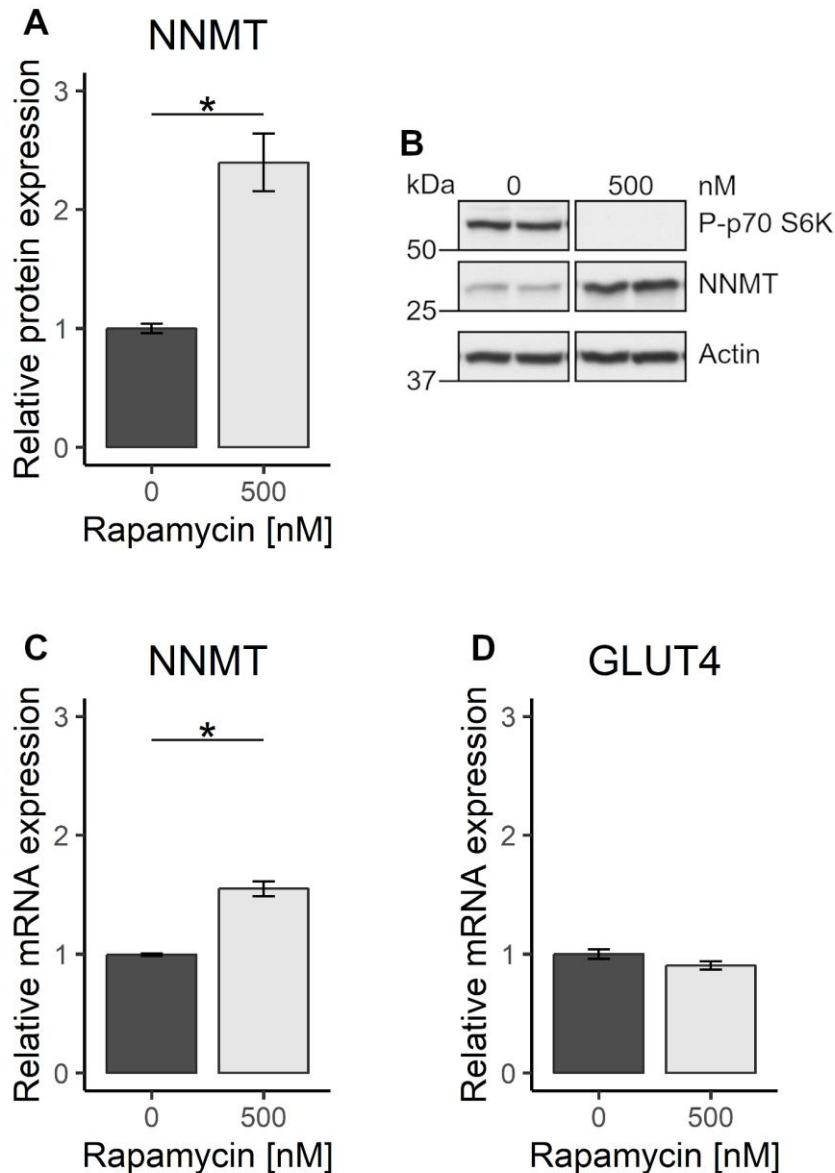 A
NNMT
Relative protein expression
3
2
1
0
*
0 500
Rapamycin [nM]
B
kDa 0 500 nM
P-p70 S6K
50
NNMT
25
Actin
37
C
NNMT
Relative mRNA expression
3
2
1
0
*
0 500
Rapamycin [nM]
D
GLUT4
Relative mRNA expression
3
2
1
0
0 500
Rapamycin [nM]